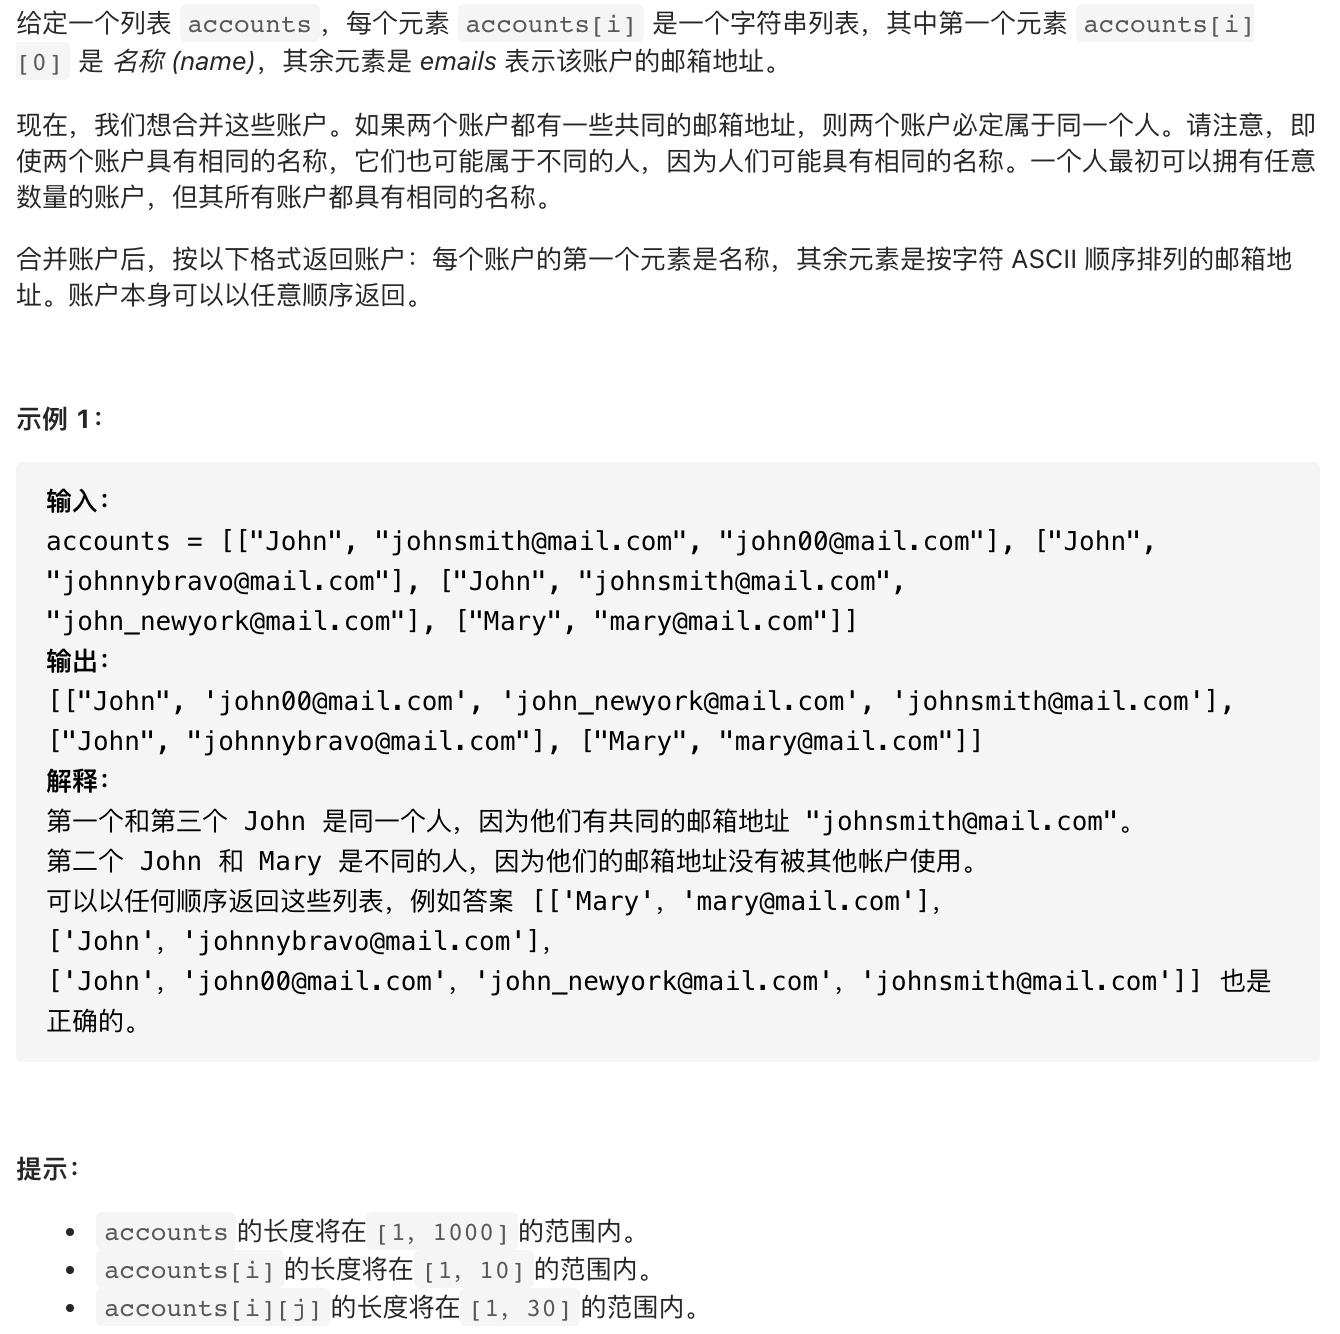 给定一个列表 accounts，每个元素 accounts[i] 是一个字符串列表，其中第一个元素 accounts[i]
[0] 是 名称 (name)，其余元素是 emails 表示该账户的邮箱地址。
现在，我们想合并这些账户。如果两个账户都有一些共同的邮箱地址，则两个账户必定属于同一个人。请注意，即
使两个账户具有相同的名称，它们也可能属于不同的人，因为人们可能具有相同的名称。一个人最初可以拥有任意
数量的账户，但其所有账户都具有相同的名称。
合并账户后，按以下格式返回账户：每个账户的第一个元素是名称，其余元素是按字符 ASCII 顺序排列的邮箱地
址。账户本身可以以任意顺序返回。
示例 1：
输入：
accounts = [["John", "johnsmith@mail.com", "john00@mail.com"], ["John",
"johnnybravo@mail.com"], ["John", "johnsmith@mail.com",
"john_newyork@mail.com"], ["Mary", "mary@mail.com"]]
输出：
[["John", 'john00@mail.com', 'john_newyork@mail.com', 'johnsmith@mail.com'],
["John", "johnnybravo@mail.com"], ["Mary", "mary@mail.com"]]
解释：
第一个和第三个 John 是同一个人，因为他们有共同的邮箱地址 "johnsmith@mail.com"。
第二个 John 和 Mary 是不同的人，因为他们的邮箱地址没有被其他帐户使用。
可以以任何顺序返回这些列表，例如答案 [['Mary'，'mary@mail.com']，
['John'，'johnnybravo@mail.com']，
['John'，'john00@mail.com'，'john_newyork@mail.com'，'johnsmith@mail.com']] 也是
正确的。
提示：
• accounts的长度将在[1，1000]的范围内。
• accounts[i]的长度将在[1，10]的范围内。
• accounts[i][j]的长度将在[1，30]的范围内。